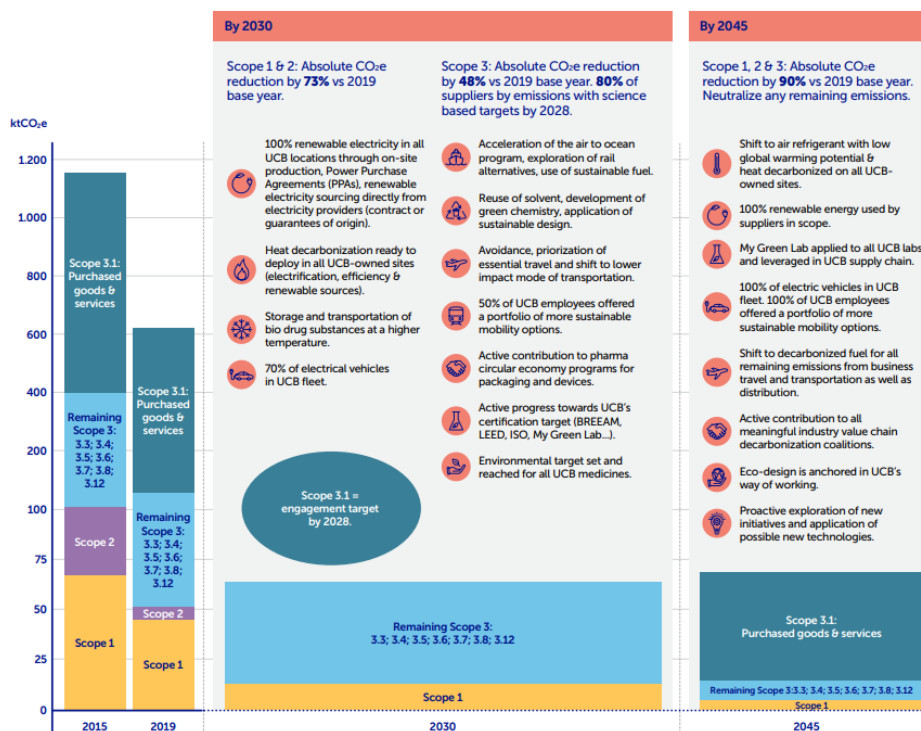 By 2030
Scope 1 & 2: Absolute CO₂e
reduction by 73% vs 2019
base year.
100% renewable electricity in all
UCB locations through on-site
production, Power Purchase
Agreements (PPAs), renewable
electricity sourcing directly from
electricity providers (contract or
guarantees of origin).
Heat decarbonization ready to
deploy in all UCB-owned sites
(electrification, efficiency &
renewable sources).
Storage and transportation of
bio drug substances at a higher
temperature.
70% of electrical vehicles
in UCB fleet.
Scope 3: Absolute CO₂e reduction
by 48% vs 2019 base year. 80% of
suppliers by emissions with science
based targets by 2028.
Acceleration of the air to ocean
program, exploration of rail
alternatives, use of sustainable fuel.
Reuse of solvent, development of
green chemistry, application of
sustainable design.
Avoidance, priorization of
essential travel and shift to lower
impact mode of transportation.
50% of UCB employees offered
a portfolio of more sustainable
mobility options.
Active contribution to pharma
circular economy programs for
packaging and devices.
Active progress towards UCB's
certification target (BREEAM,
LEED, ISO, My Green Lab...).
Environmental target set and
reached for all UCB medicines.
By 2045
Scope 1, 2 & 3: Absolute CO₂e
reduction by 90% vs 2019 base year.
Neutralize any remaining emissions.
Shift to air refrigerant with low
global warming potential &
heat decarbonized on all UCB-
owned sites.
100% renewable energy used by
suppliers in scope.
My Green Lab applied to all UCB labs
and leveraged in UCB supply chain.
100% of electric vehicles in UCB
fleet. 100% of UCB employees
offered a portfolio of more
sustainable mobility options.
Shift to decarbonized fuel for all
remaining emissions from business
travel and transportation as well as
distribution.
Active contribution to all
meaningful industry value chain
decarbonization coalitions.
Eco-design is anchored in UCB's
way of working.
Proactive exploration of new
initiatives and application of
possible new technologies.
ktCO₂e
1.200
1.000
800
600
400
200
100
75
50
25
0
Scope 3.1:
Purchased
goods &
services
Remaining
Scope 3:
3.3; 3.4;
3.5; 3.6;
3.7; 3.8;
3.12
Scope 2
Scope 1
2015
Scope 3.1:
Purchased
goods &
services
Remaining
Scope 3:
3.3; 3.4;
3.5; 3.6;
3.7; 3.8;
3.12
Scope 2
Scope 1
2019
Scope 3.1 =
engagement target
by 2028.
Remaining Scope 3:
3.3; 3.4; 3.5; 3.6; 3.7; 3.8; 3.12
Scope 1
2030
Scope 3.1:
Purchased goods & services
Remaining Scope 3:3.3; 3.4; 3.5; 3.6; 3.7; 3.8; 3.12
Scope 1
2045